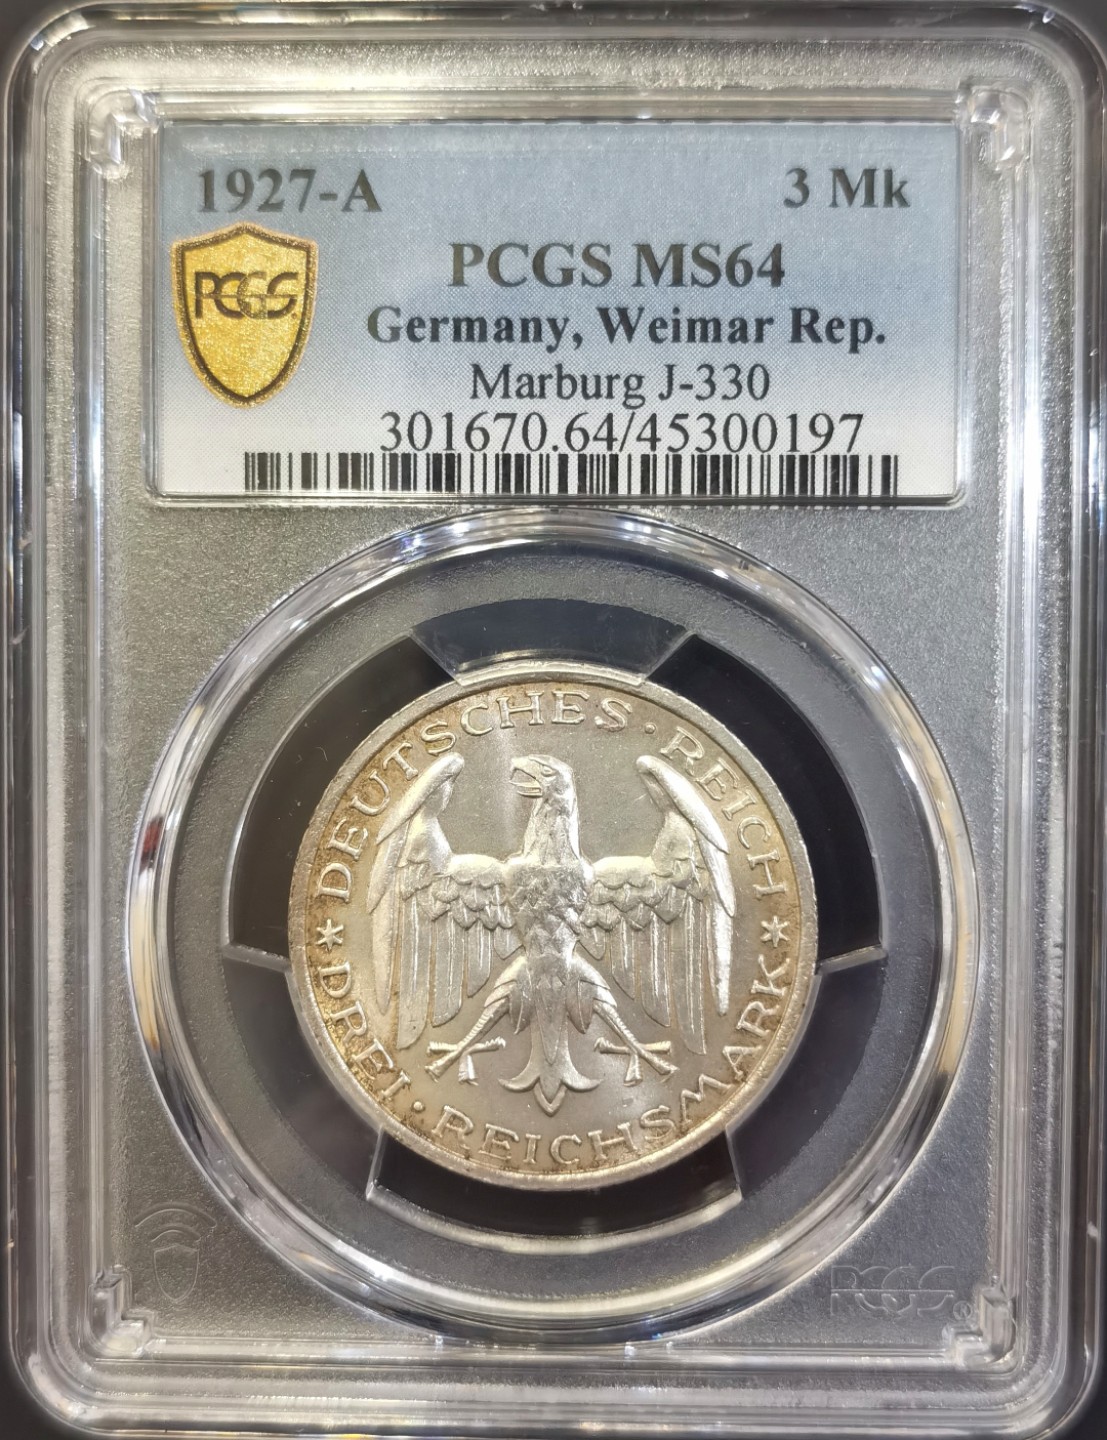 1927-A 3 Mk
PCGS MS64
PCGS
Germany, Weimar Rep.
Marburg J-330
301670.64/45300197
DEUTSCHES · REICH
DREI · REICHSMARK
PCGS